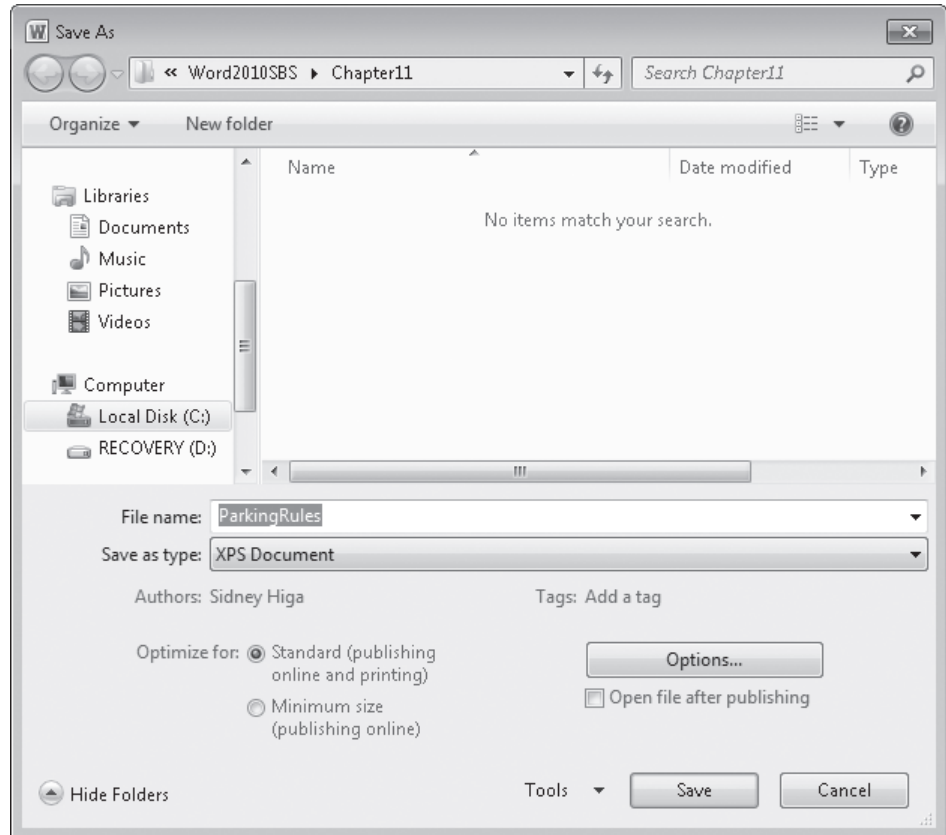 Save As
« Word2010SBS ▸ Chapter11
Search Chapter11
Organize
New folder
Name
Date modified
Type
No items match your search.
Libraries
Documents
Music
Pictures
Videos
Computer
Local Disk (C:)
RECOVERY (D:)
File name: ParkingRules
Save as type: XPS Document
Authors: Sidney Higa
Tags: Add a tag
Optimize for: Standard (publishing
online and printing)
Minimum size
(publishing online)
Options...
Open file after publishing
Hide Folders
Tools
Save
Cancel